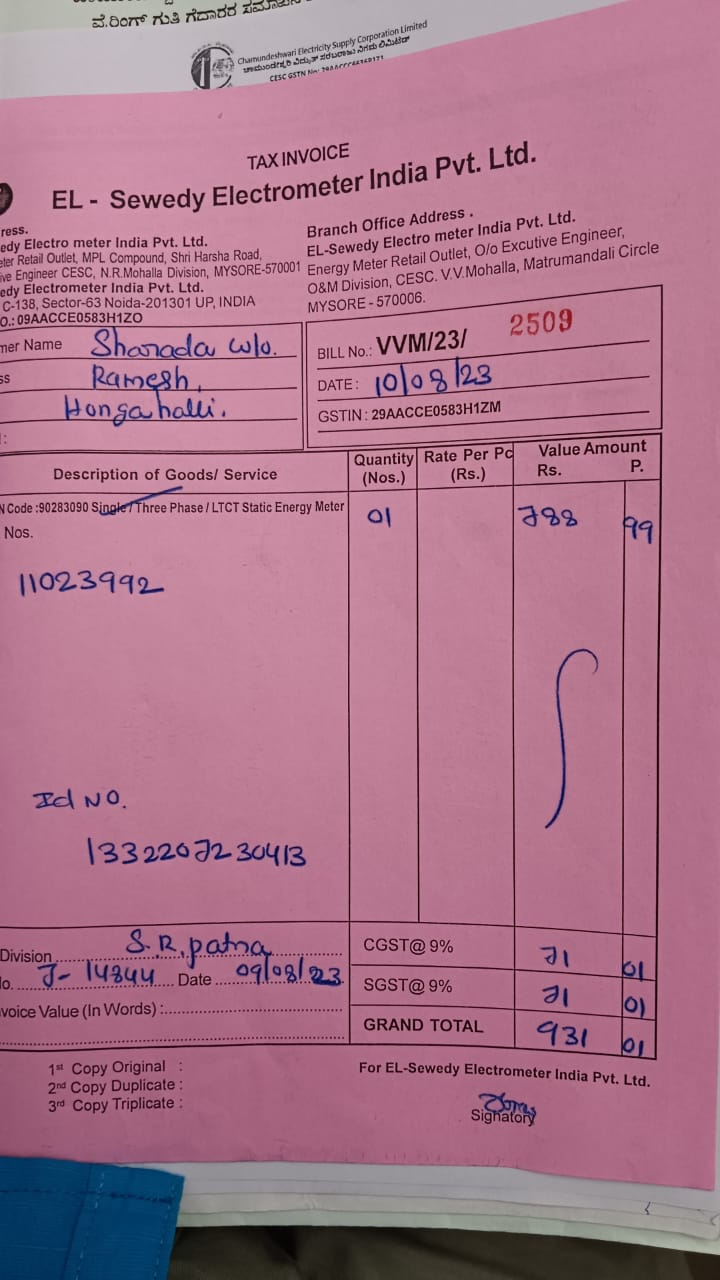 ವೈ.ರಿಂಗ್ ಗುತಿ ಗೆದಾರರ
Chamundeshwari Electricity Supply Corporation Limited
ಚಾಮುಂಡೇಶ್ವರಿ ವಿದ್ಯುತ್ ಸರಬರಾಜು ನಿಗಮ ಲಿಮಿಟೆಡ್
CESC GSTN No:
TAX INVOICE
EL - Sewedy Electrometer India Pvt. Ltd.
ress.
edy Electro meter India Pvt. Ltd.
eter Retail Outlet, MPL Compound, Shri Harsha Road,
ive Engineer CESC, N.R.Mohalla Division, MYSORE-570001
edy Electrometer India Pvt. Ltd.
C-138, Sector-63 Noida-201301 UP, INDIA
O.: 09AACCE0583H1ZO
Branch Office Address .
EL-Sewedy Electro meter India Pvt. Ltd.
Energy Meter Retail Outlet, O/o Excutive Engineer,
O&M Division, CESC. V.V.Mohalla, Matrumandali Circle
MYSORE - 570006.
mer Name Sharada w/o.
ss Ramesh,
Hongahalli.
:
BILL No.: VVM/23/ 2509
DATE : 10/08/23
GSTIN : 29AACCE0583H1ZM
Description of Goods/ Service Quantity (Nos.) Rate Per Pc (Rs.) Value Amount Rs. P.
N Code :90283090 Single / Three Phase / LTCT Static Energy Meter 01 788 99
Nos.
11023992
Id NO.
1332207230413
Division S.R.patna
o. J- 14844 Date 09/08/23
voice Value (In Words) :
CGST@ 9% 71 01
SGST@ 9% 71 01
GRAND TOTAL 931 01
1st Copy Original :
2nd Copy Duplicate :
3rd Copy Triplicate :
For EL-Sewedy Electrometer India Pvt. Ltd.
Signatory